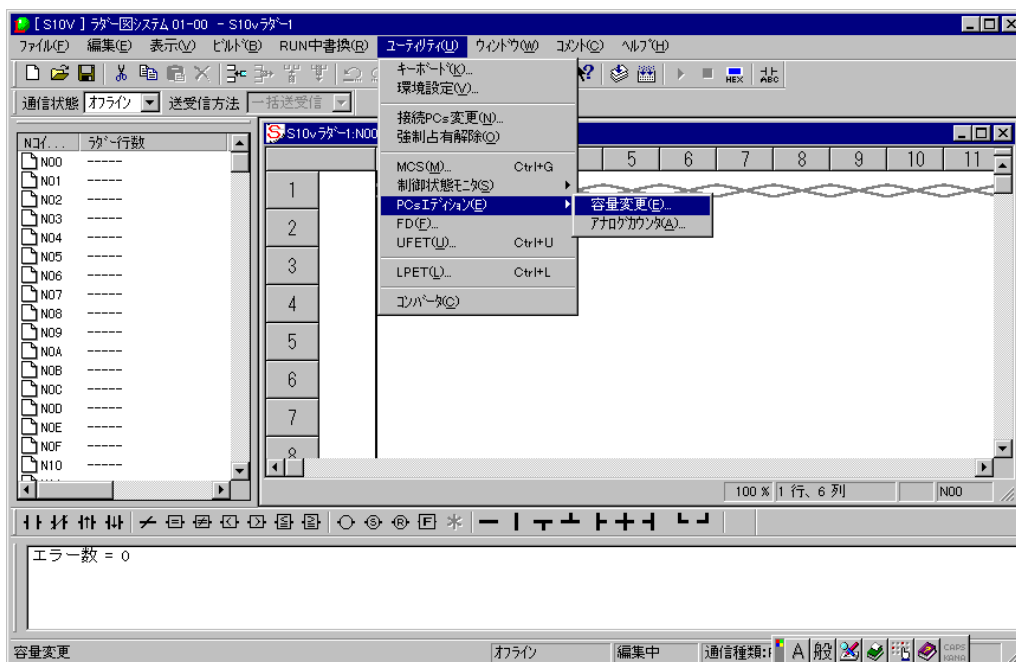 [ S10V ] ラダー図システム 01-00 - S10vラダー1
ファイル(F) 編集(E) 表示(V) ビルド(B) RUN中書換(R) ユーティリティ(U) ウィンドウ(W) コメント(C) ヘルプ(H)
HEX ABC
通信状態 オフライン 送受信方法 一括送受信
キーボード(K)...
環境設定(V)...
接続PCs変更(N)...
強制占有解除(O)
MCS(M)... Ctrl+G
制御状態モニタ(S)
PCsエディション(E)
FD(F)...
UFET(U)... Ctrl+U
LPET(L)... Ctrl+L
コンバータ(C)
容量変更(E)...
アナログカウンタ(A)...
Nコイ... ラダー行数
N00 -----
N01 -----
N02 -----
N03 -----
N04 -----
N05 -----
N06 -----
N07 -----
N08 -----
N09 -----
N0A -----
N0B -----
N0C -----
N0D -----
N0E -----
N0F -----
N10 -----
S10vラダー1:N00
5 6 7 8 9 10 11
1
2
3
4
5
6
7
8
100 % 1 行、6 列 N00
S R F
エラー数 = 0
容量変更 オフライン 編集中 通信種類: A 般 CAPS KANA